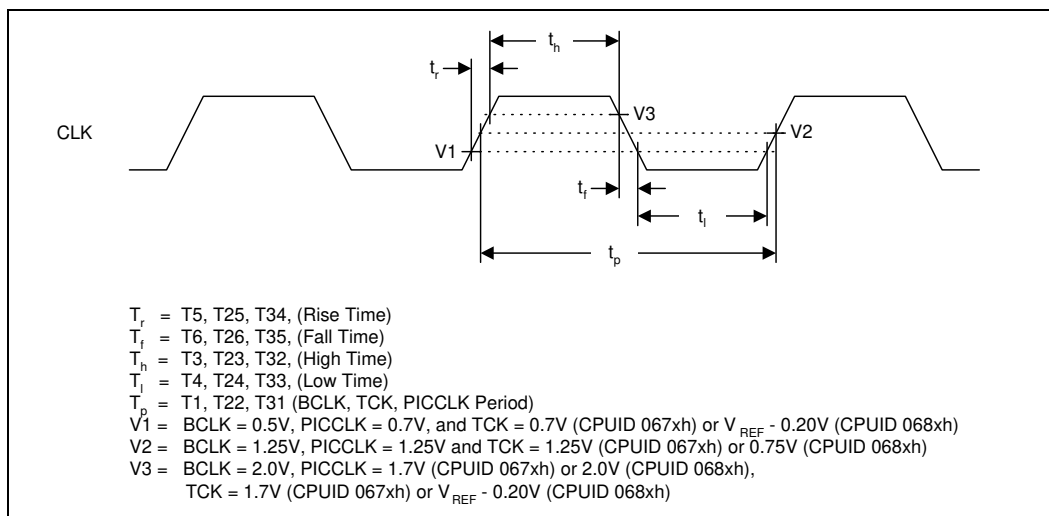 t_h
t_r
CLK
V3
V2
V1
t_f
t_l
t_p
T_r = T5, T25, T34, (Rise Time)
T_f = T6, T26, T35, (Fall Time)
T_h = T3, T23, T32, (High Time)
T_l = T4, T24, T33, (Low Time)
T_p = T1, T22, T31 (BCLK, TCK, PICCLK Period)
V1 = BCLK = 0.5V, PICCLK = 0.7V, and TCK = 0.7V (CPUID 067xh) or V_REF - 0.20V (CPUID 068xh)
V2 = BCLK = 1.25V, PICCLK = 1.25V and TCK = 1.25V (CPUID 067xh) or 0.75V (CPUID 068xh)
V3 = BCLK = 2.0V, PICCLK = 1.7V (CPUID 067xh) or 2.0V (CPUID 068xh),
TCK = 1.7V (CPUID 067xh) or V_REF - 0.20V (CPUID 068xh)